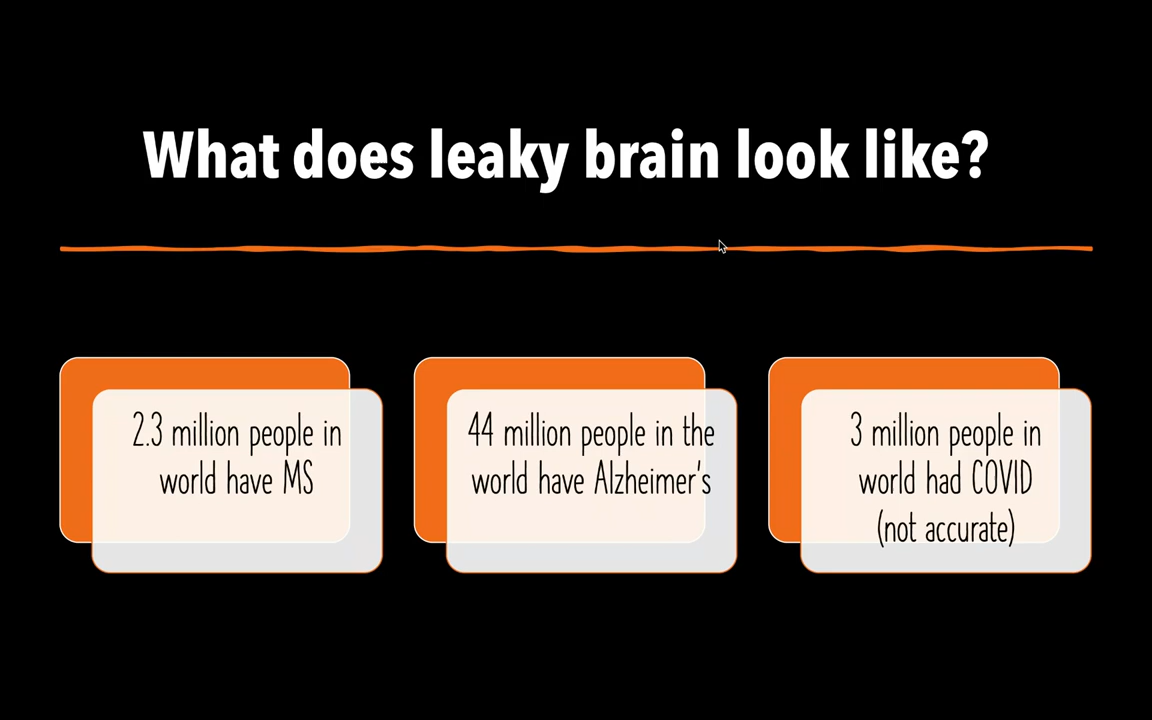 What does leaky brain look like?
2.3 million people in
world have MS
44 million people in the
world have Alzheimer's
3 million people in
world had COVID
(not accurate)